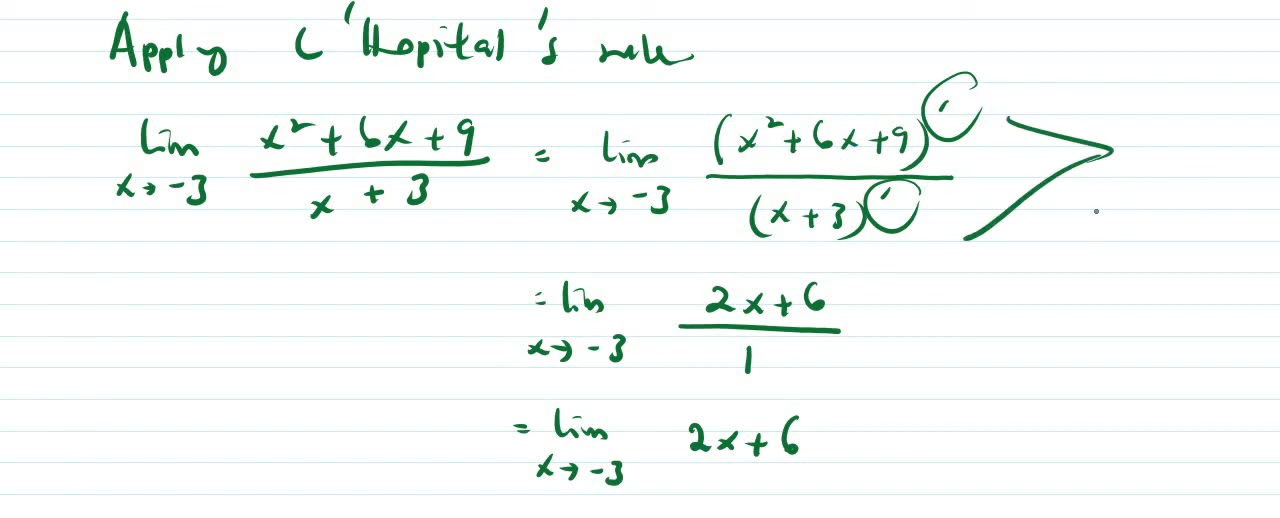 Apply L'Hopital's rule
lim x→-3 (x² + 6x + 9)/(x + 3) = lim x→-3 (x² + 6x + 9)'/(x + 3)'
= lim x→-3 (2x + 6)/1
= lim x→-3 2x + 6